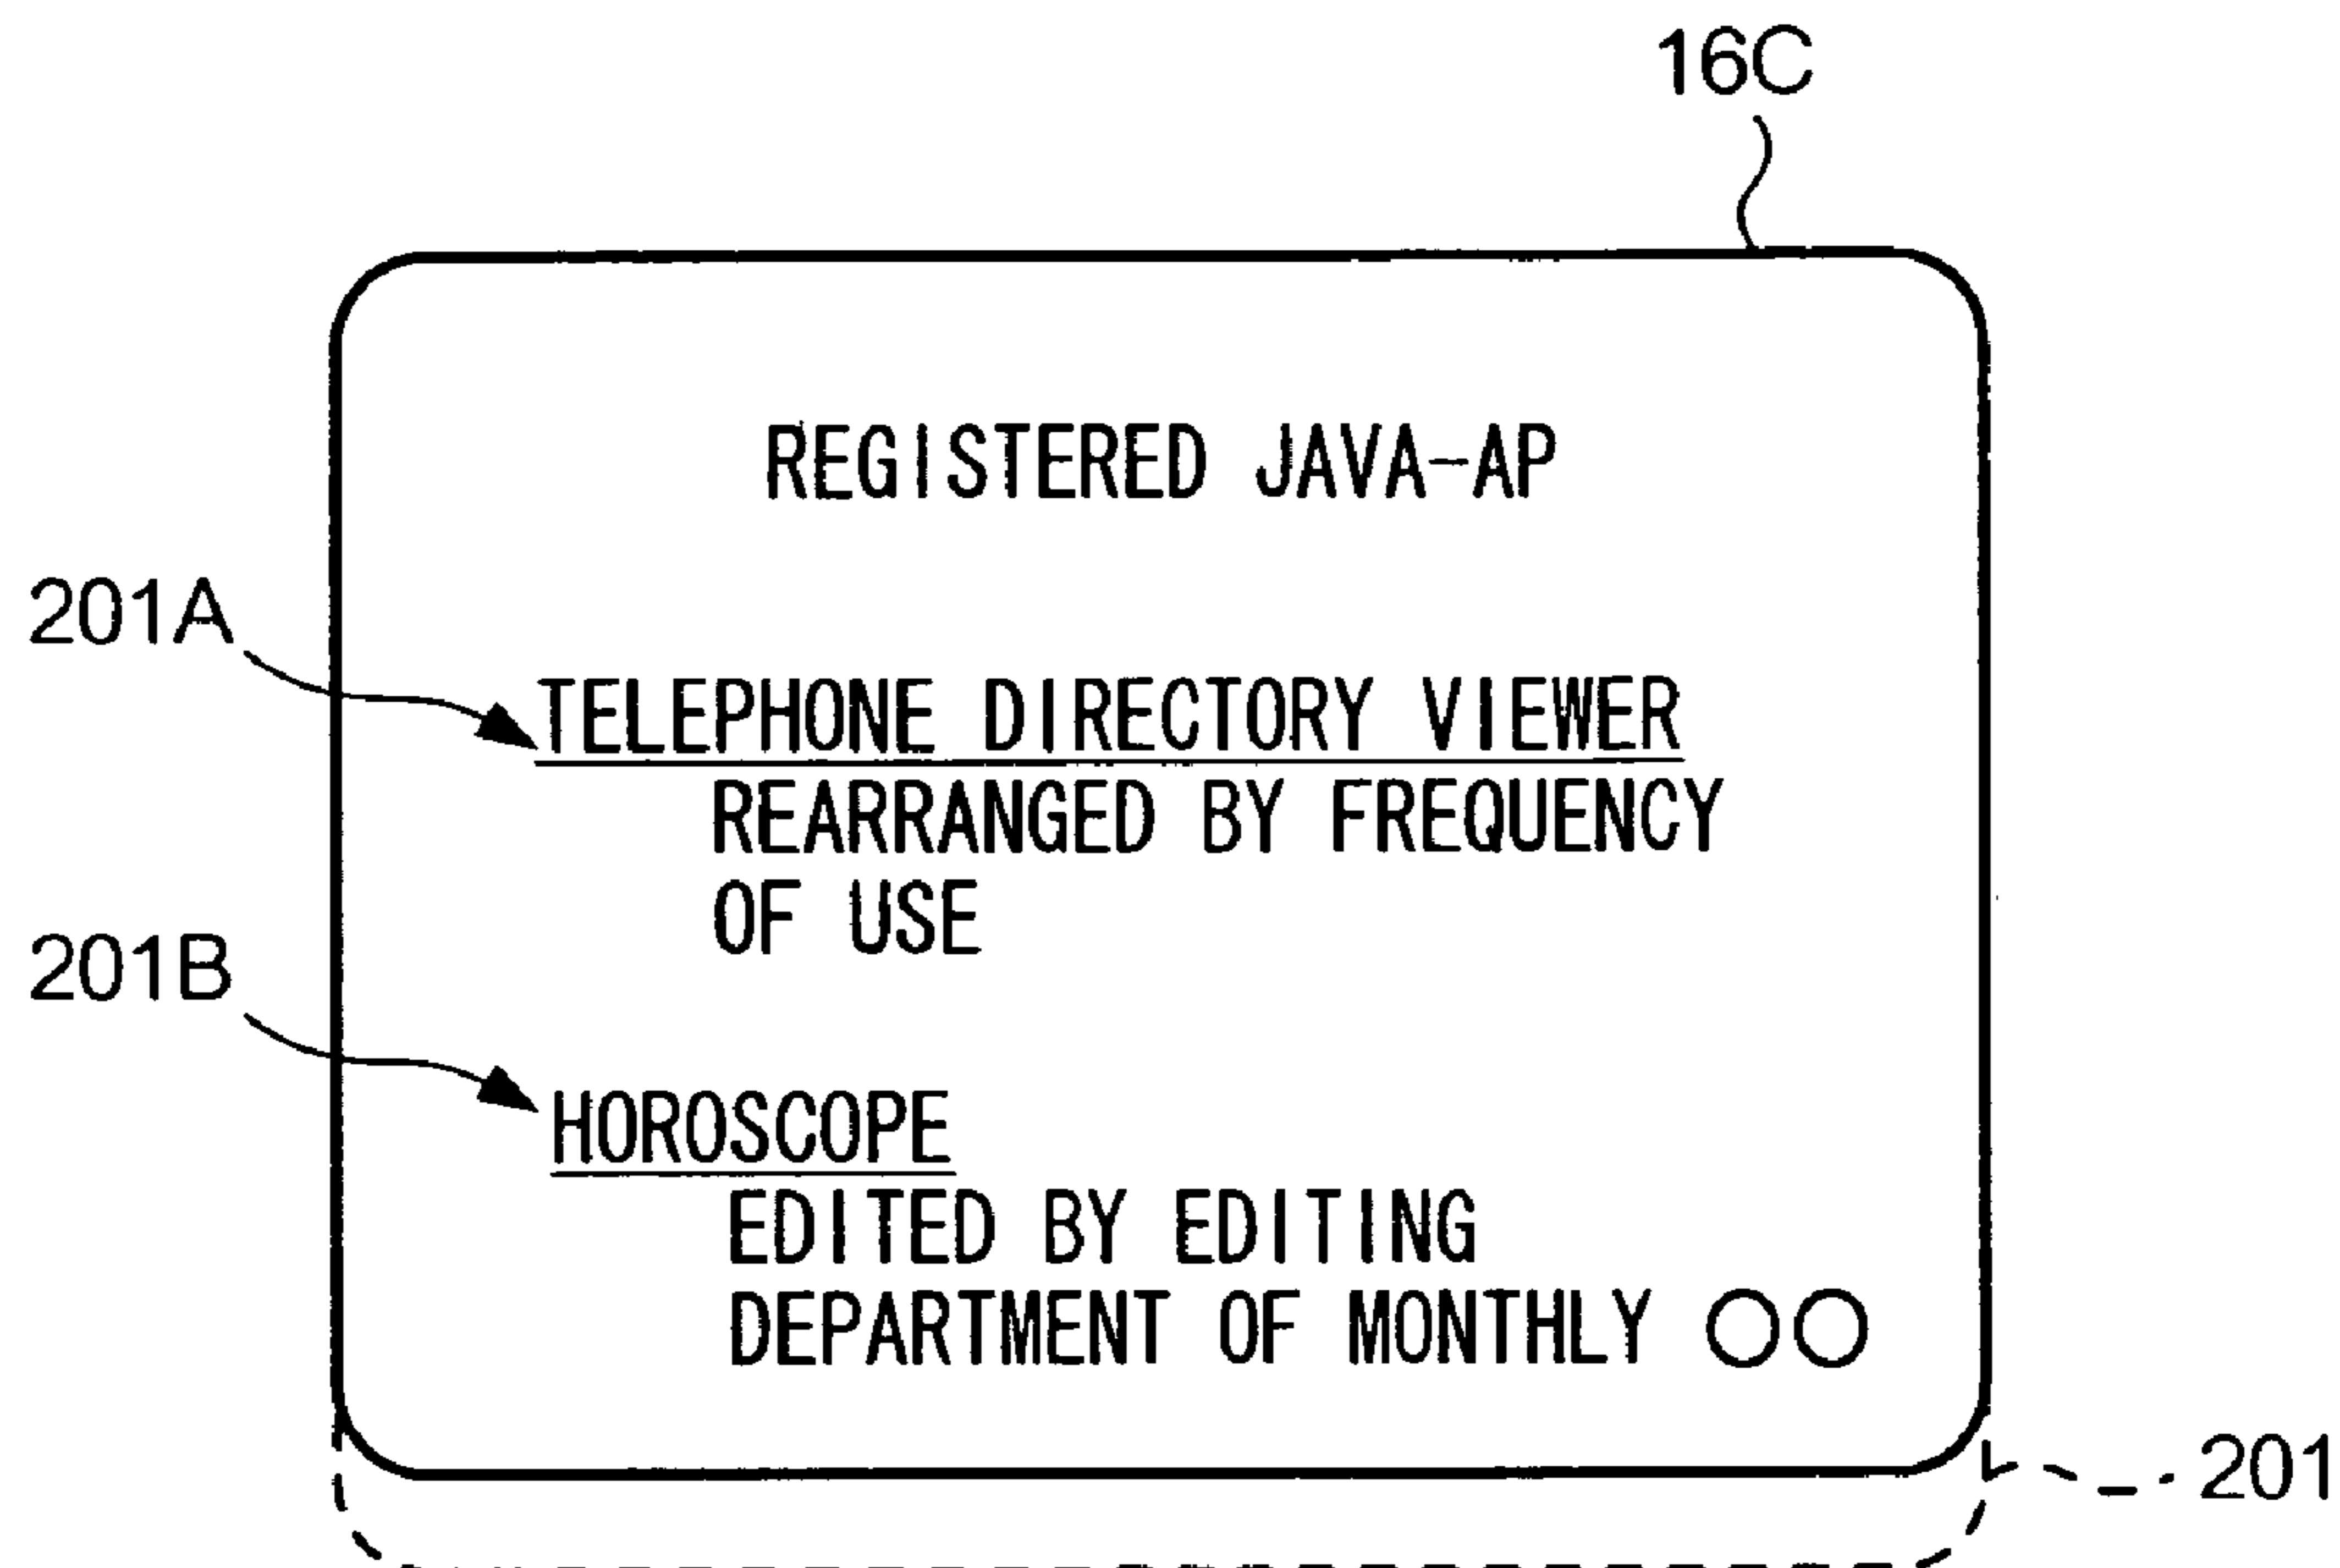 16C
REGISTERED JAVA-AP
201A
TELEPHONE DIRECTORY VIEWER
REARRANGED BY FREQUENCY
OF USE
201B
HOROSCOPE
EDITED BY EDITING
DEPARTMENT OF MONTHLY ○○
201